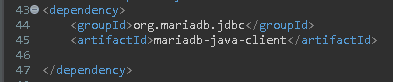 43 <dependency>
44 <groupId>org.mariadb.jdbc</groupId>
45 <artifactId>mariadb-java-client</artifactId>
46
47 </dependency>